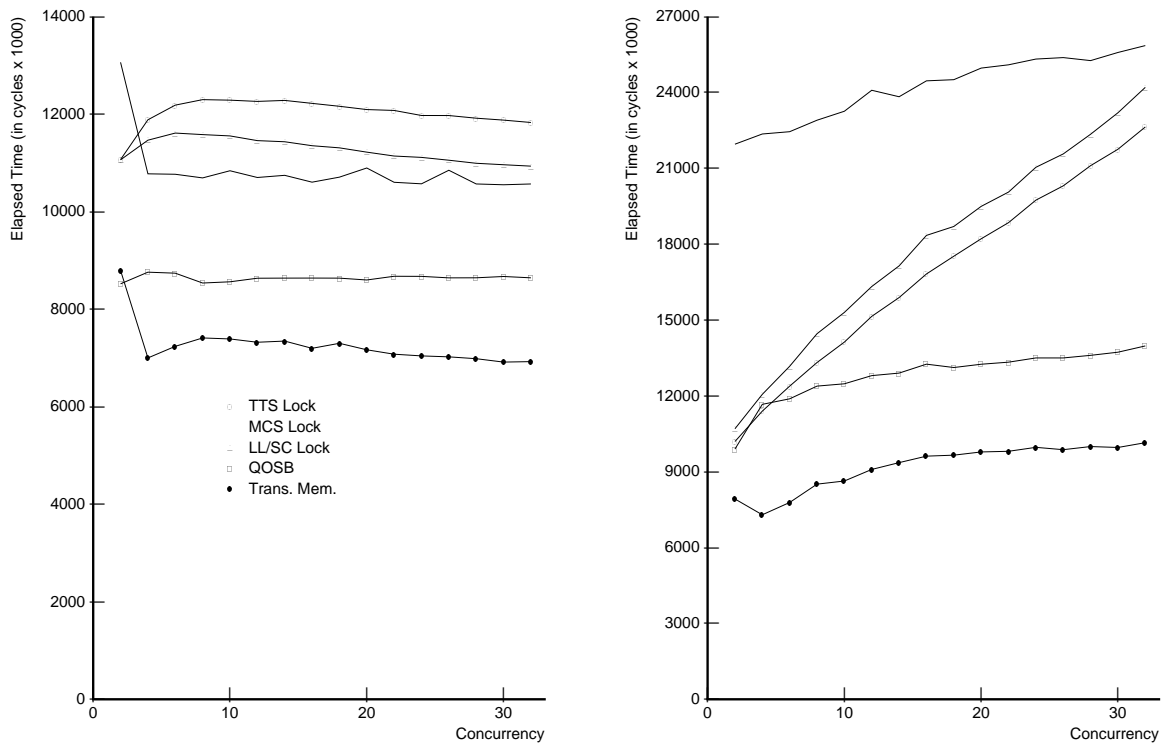 Elapsed Time (in cycles x 1000)
14000
12000
10000
8000
6000
4000
2000
0
0
10
20
30
Concurrency
TTS Lock
MCS Lock
LL/SC Lock
QOSB
Trans. Mem.
Elapsed Time (in cycles x 1000)
27000
24000
21000
18000
15000
12000
9000
6000
3000
0
0
10
20
30
Concurrency